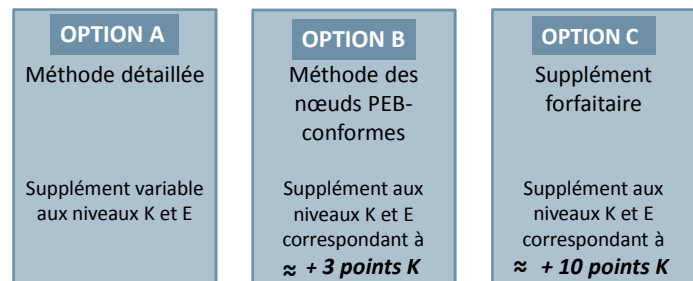 OPTION A
Méthode détaillée
Supplément variable
aux niveaux K et E
OPTION B
Méthode des
nœuds PEB-
conformes
Supplément aux
niveaux K et E
correspondant à
≈ + 3 points K
OPTION C
Supplément
forfaitaire
Supplément aux
niveaux K et E
correspondant à
≈ + 10 points K